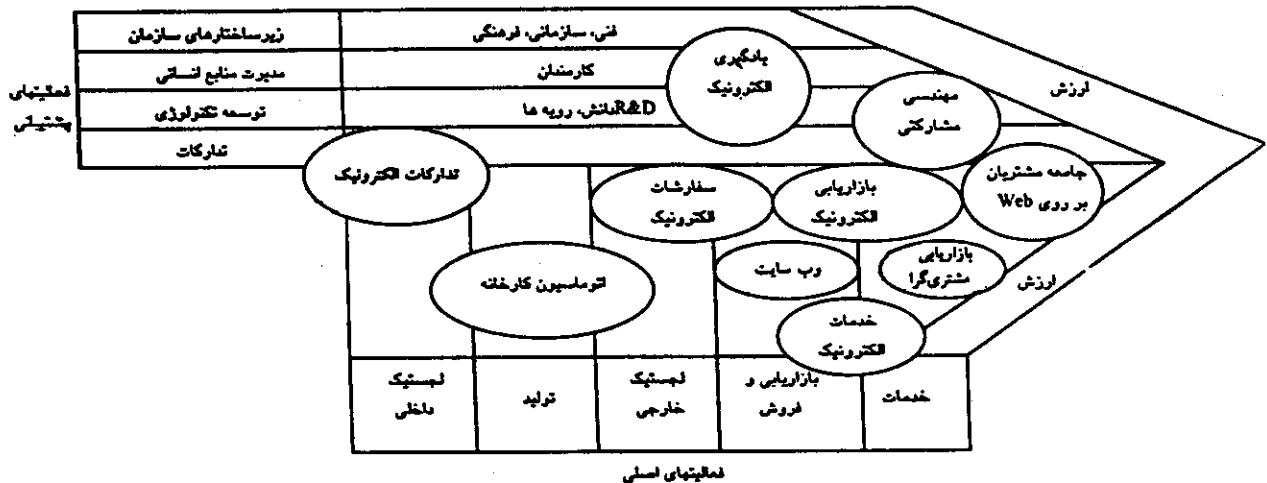 زیرساختارهای سازمان
فنی، سازمانی، فرهنگی
یادگیری
الکترونیک
ارزش
مدیریت منابع انسانی
کارمندان
فعالیتهای
پشتیبانی
مهندسی
مشارکتی
توسعه تکنولوژی
R&Dدانش، رویه ها
تدارکات
تدارکات الکترونیک
سفارشات
الکترونیک
بازاریابی
الکترونیک
جامعه مشتریان
بر روی Web
اتوماسیون کارخانه
وب سایت
بازاریابی
مشتری‌گرا
ارزش
خدمات
الکترونیک
لجستیک
داخلی
تولید
لجستیک
خارجی
بازاریابی و
فروش
خدمات
فعالیتهای اصلی